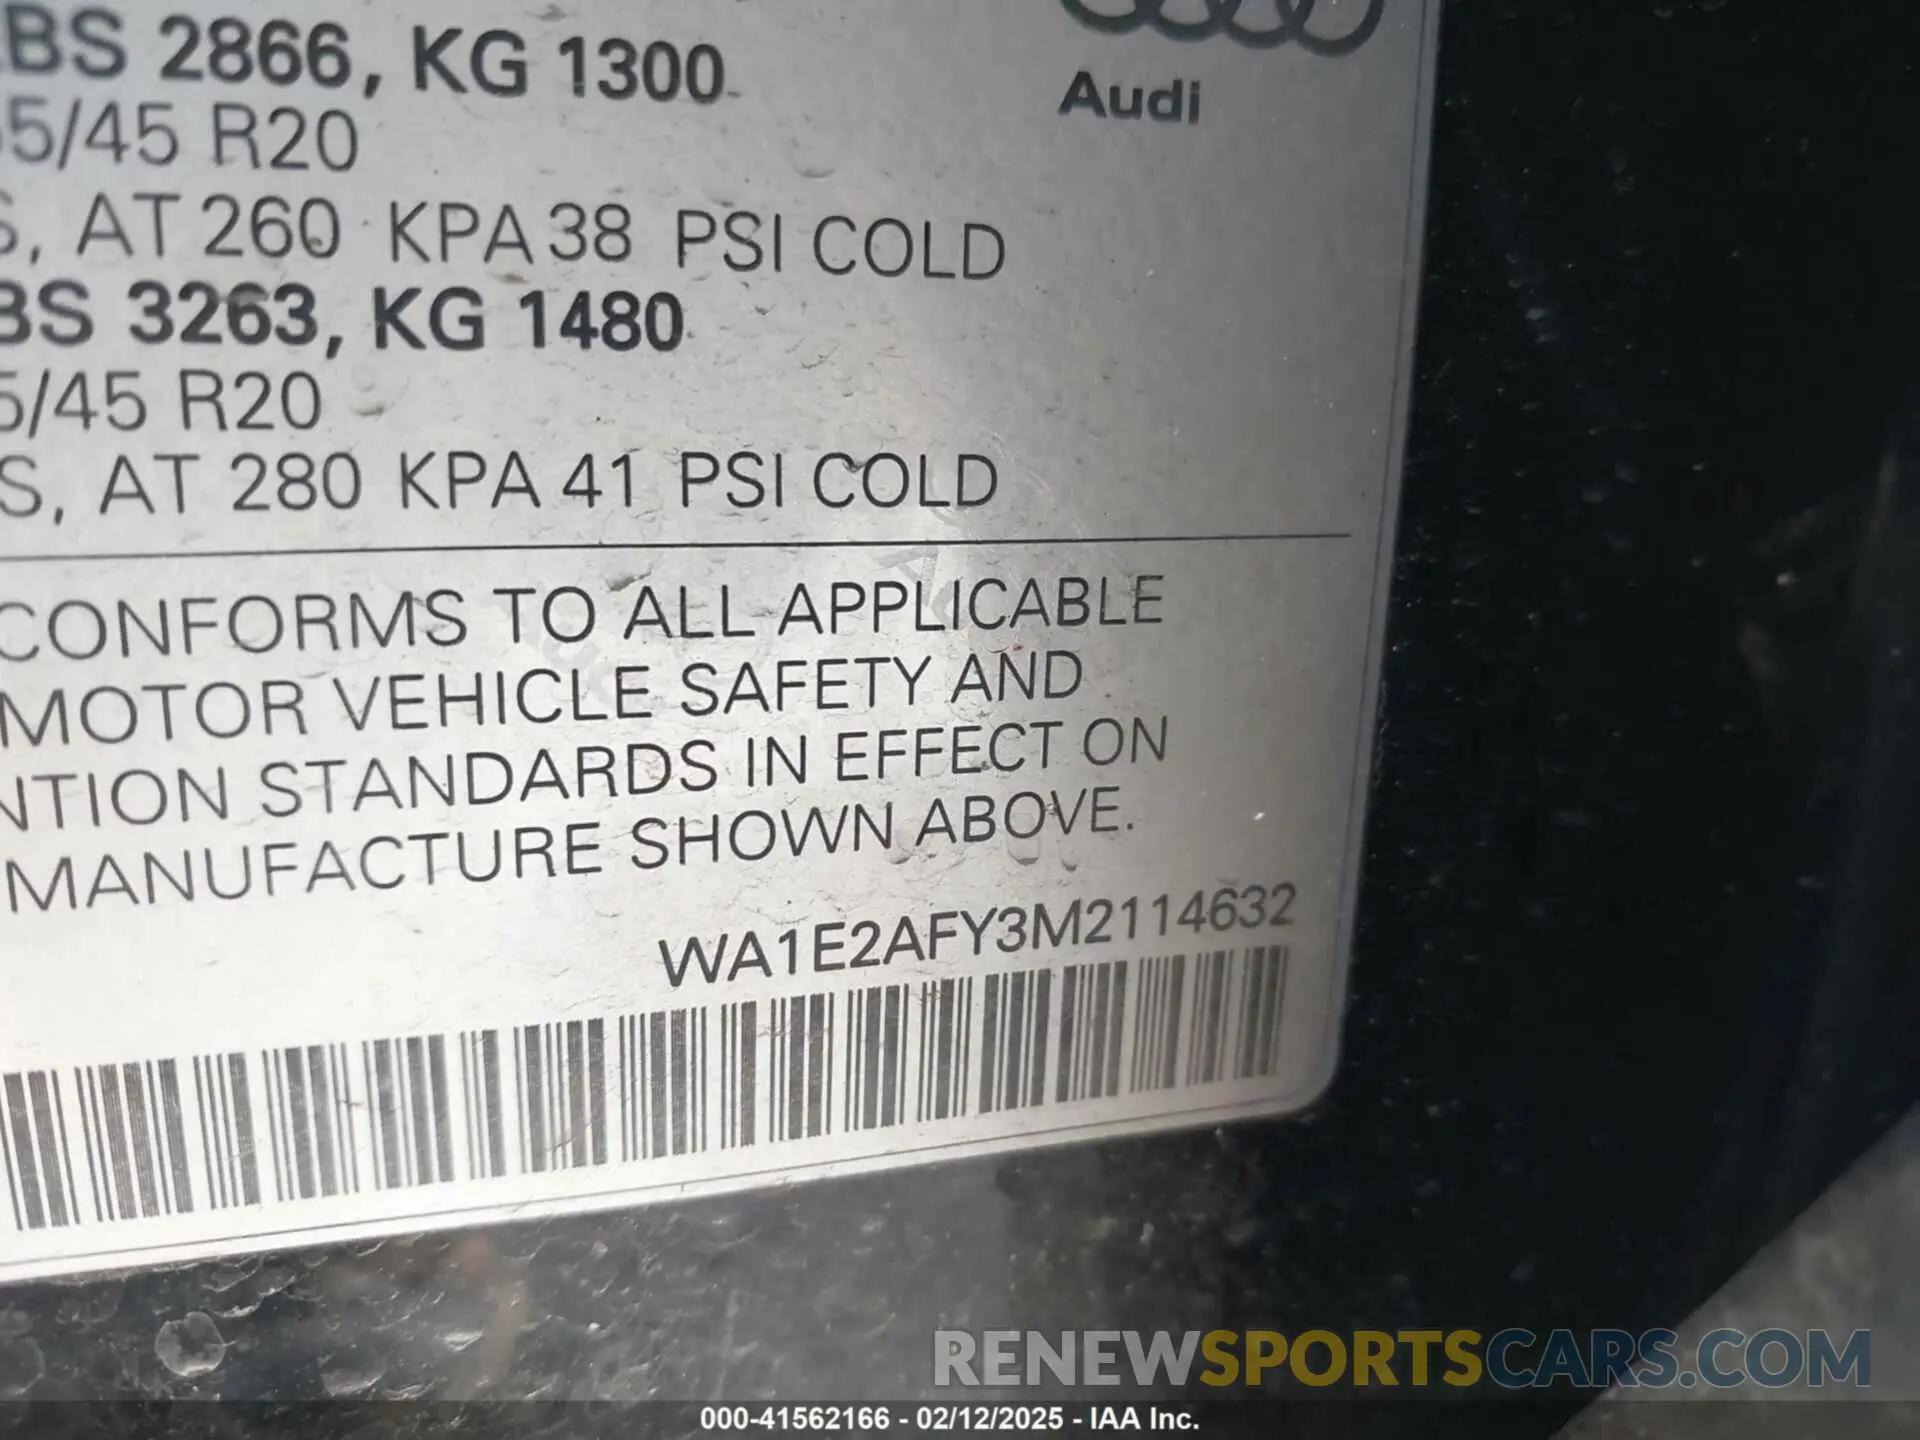 BS 2866, KG 1300
Audi
5/45 R20
S, AT 260 KPA 38 PSI COLD
BS 3263, KG 1480
5/45 R20
S, AT 280 KPA 41 PSI COLD
CONFORMS TO ALL APPLICABLE
MOTOR VEHICLE SAFETY AND
NTION STANDARDS IN EFFECT ON
MANUFACTURE SHOWN ABOVE.
WA1E2AFY3M2114632
RENEWSPORTSCARS.COM
000-41562166 - 02/12/2025 - IAA Inc.